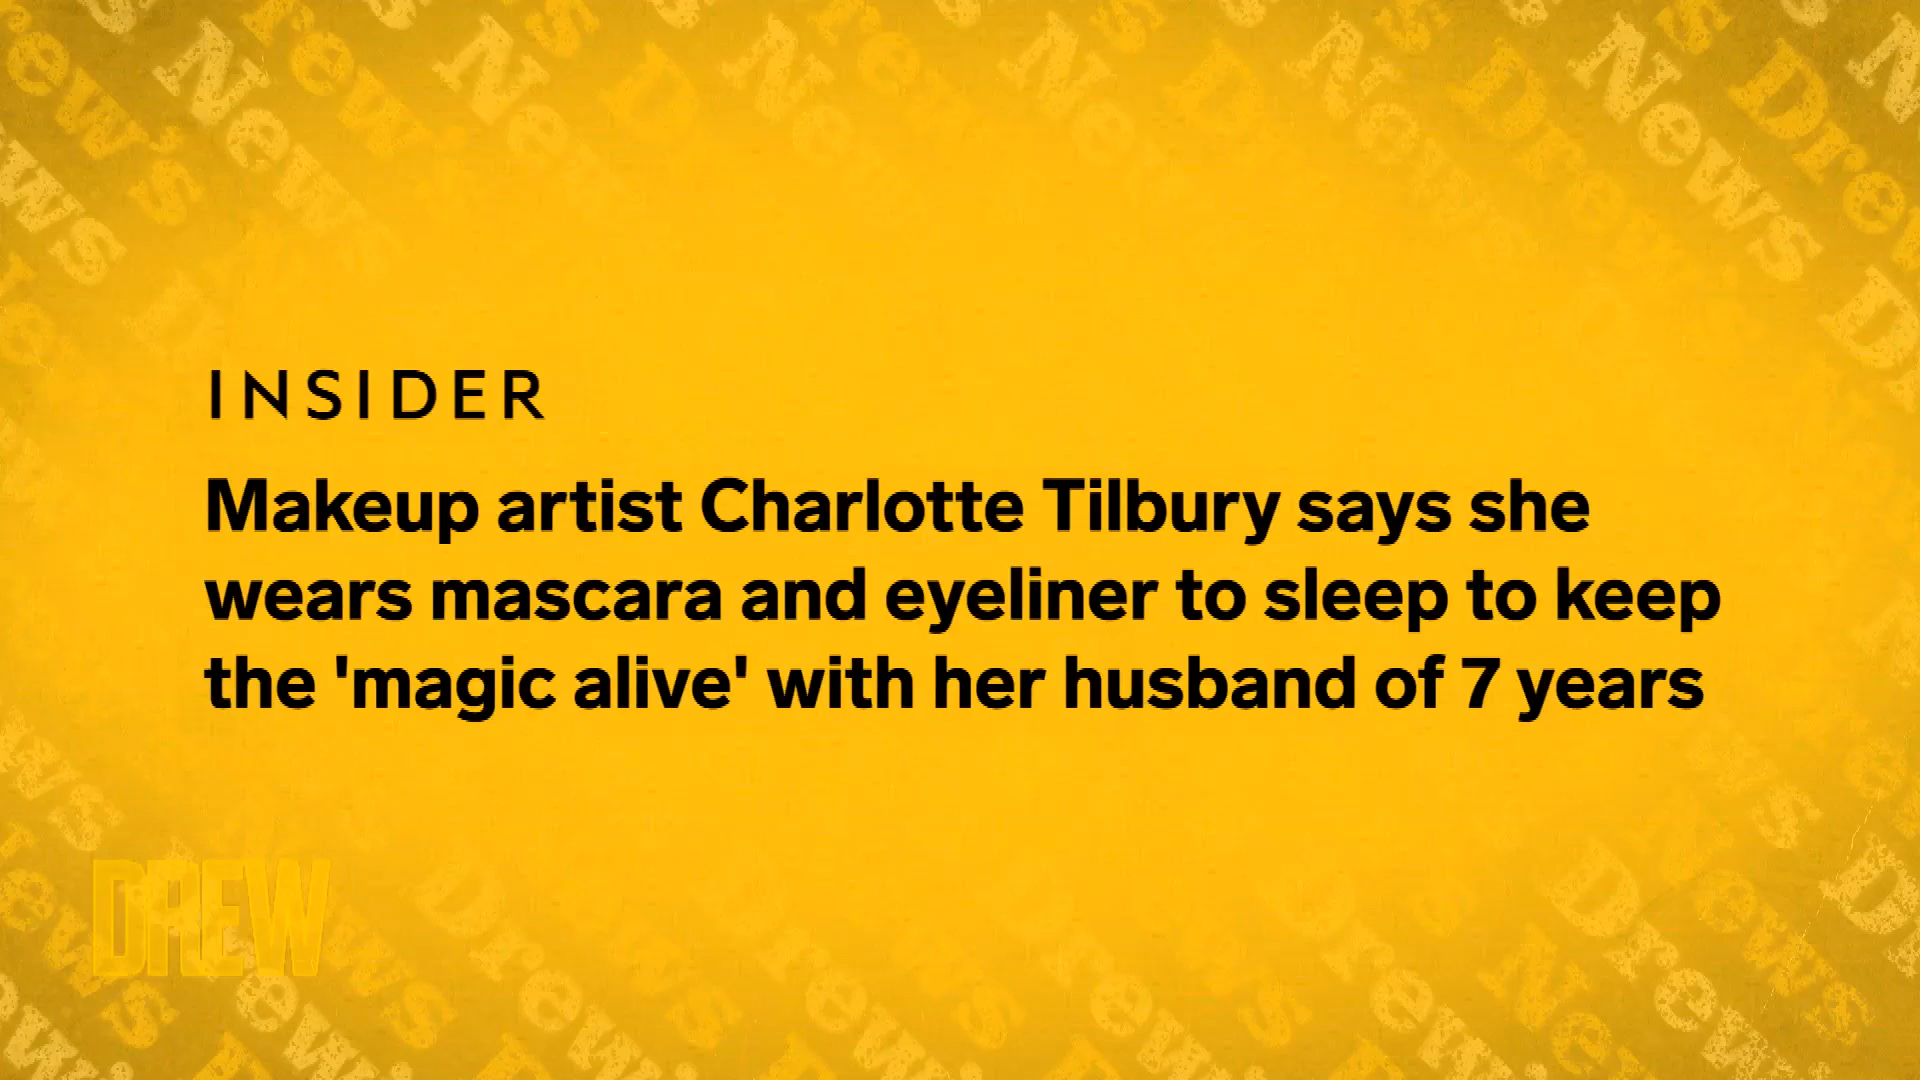 INSIDER
Makeup artist Charlotte Tilbury says she
wears mascara and eyeliner to sleep to keep
the 'magic alive' with her husband of 7 years
DREW